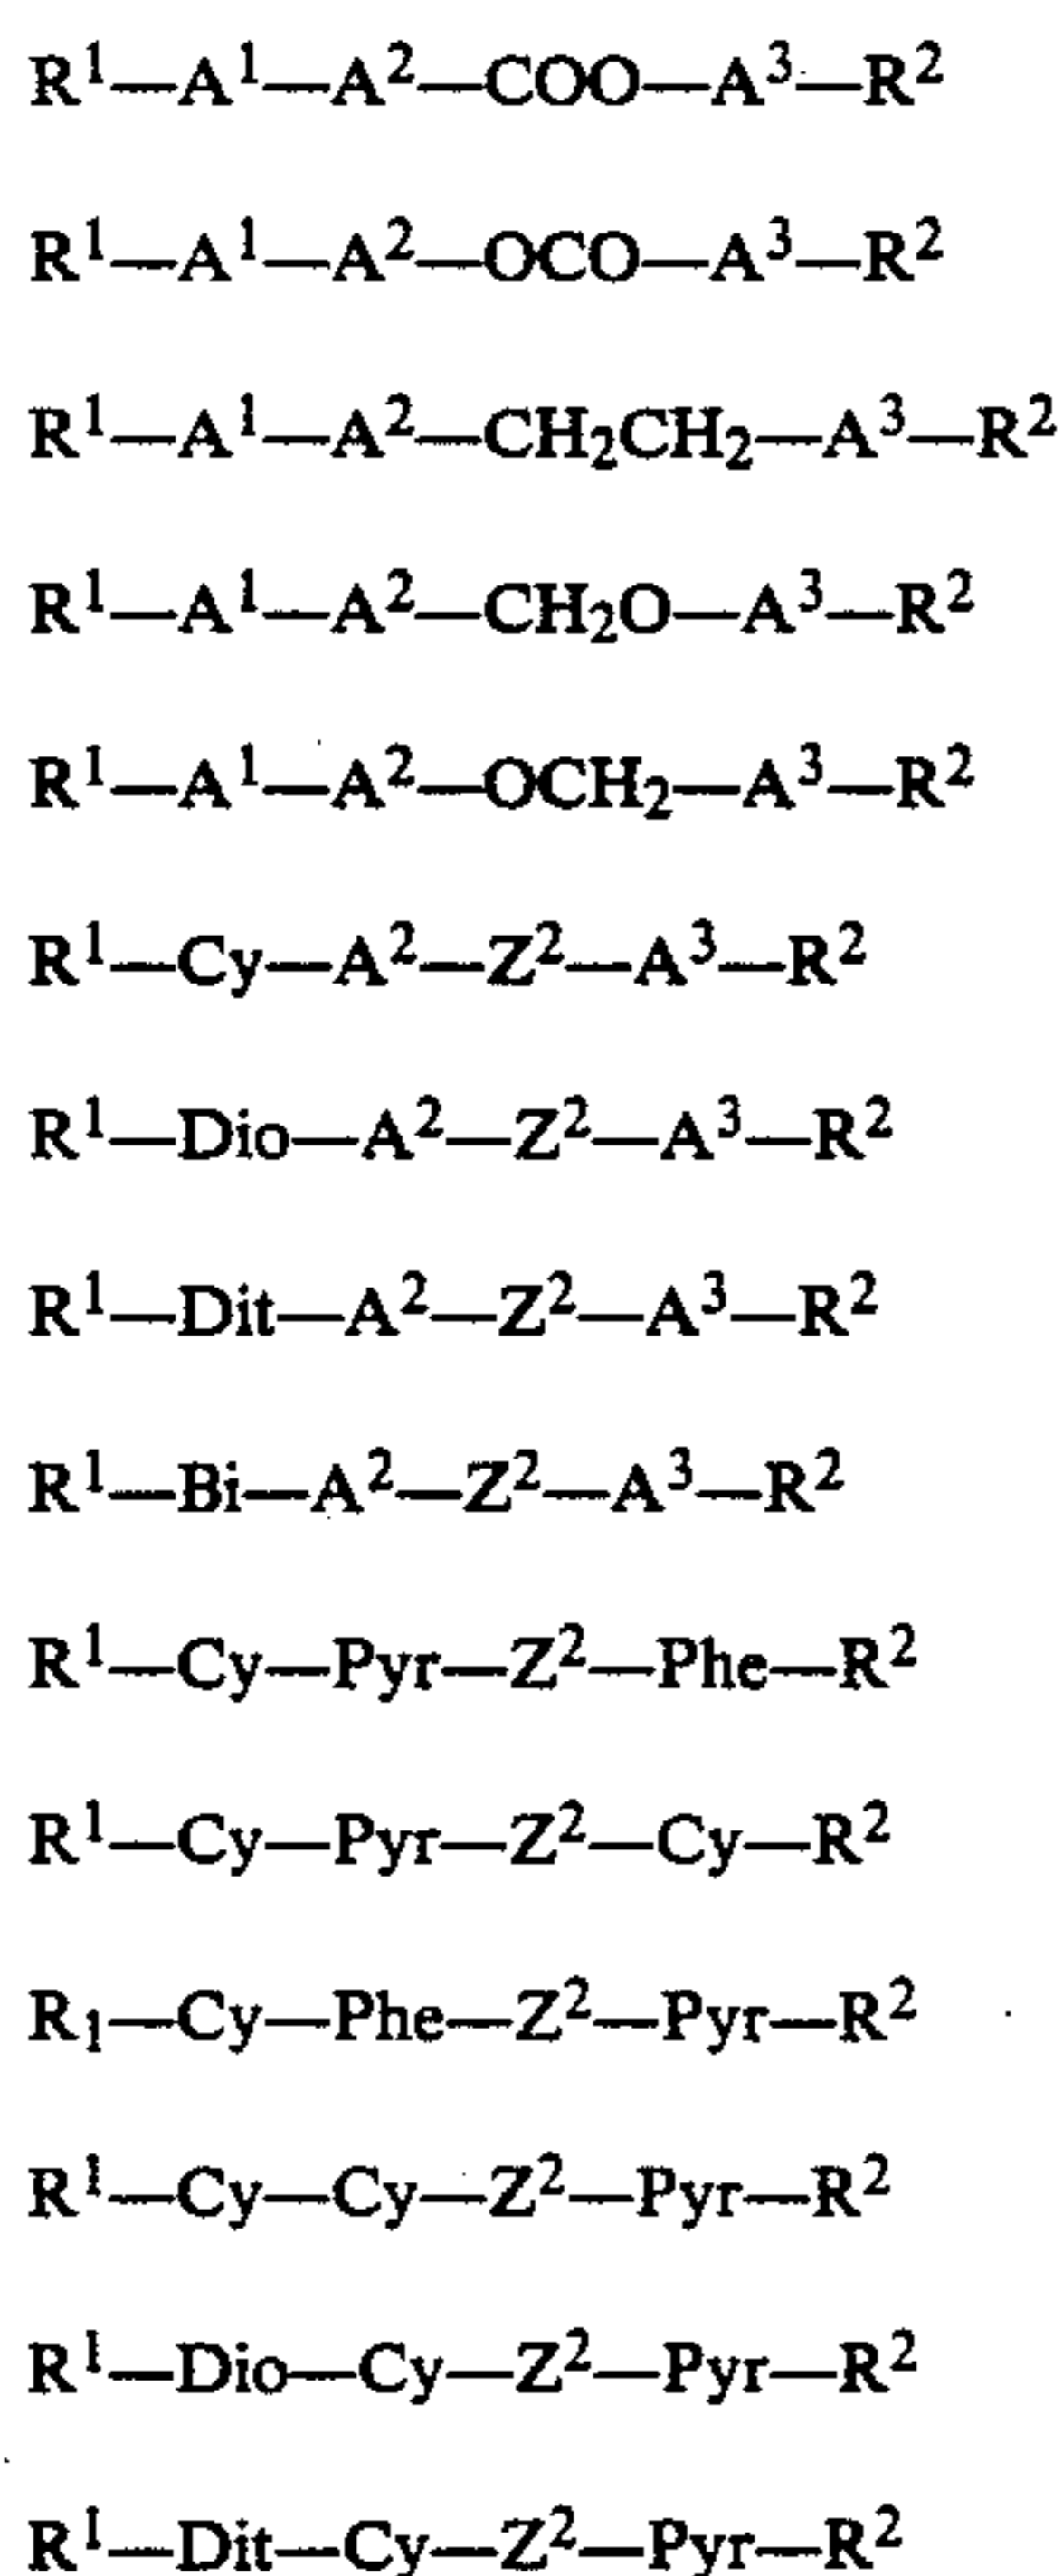 R¹—A¹—A²—COO—A³—R²
R¹—A¹—A²—OCO—A³—R²
R¹—A¹—A²—CH₂CH₂—A³—R²
R¹—A¹—A²—CH₂O—A³—R²
R¹—A¹—A²—OCH₂—A³—R²
R¹—Cy—A²—Z²—A³—R²
R¹—Dio—A²—Z²—A³—R²
R¹—Dit—A²—Z²—A³—R²
R¹—Bi—A²—Z²—A³—R²
R¹—Cy—Pyr—Z²—Phe—R²
R¹—Cy—Pyr—Z²—Cy—R²
R₁—Cy—Phe—Z²—Pyr—R²
R¹—Cy—Cy—Z²—Pyr—R²
R¹—Dio—Cy—Z²—Pyr—R²
R¹—Dit—Cy—Z²—Pyr—R²